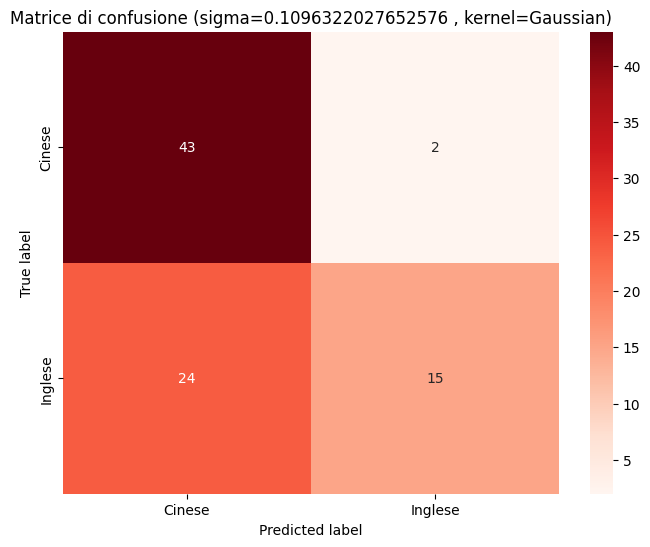 Matrice di confusione (sigma=0.1096322027652576 , kernel=Gaussian)
True label
Cinese
43
2
Inglese
24
15
Cinese
Inglese
Predicted label
40
35
30
25
20
15
10
5